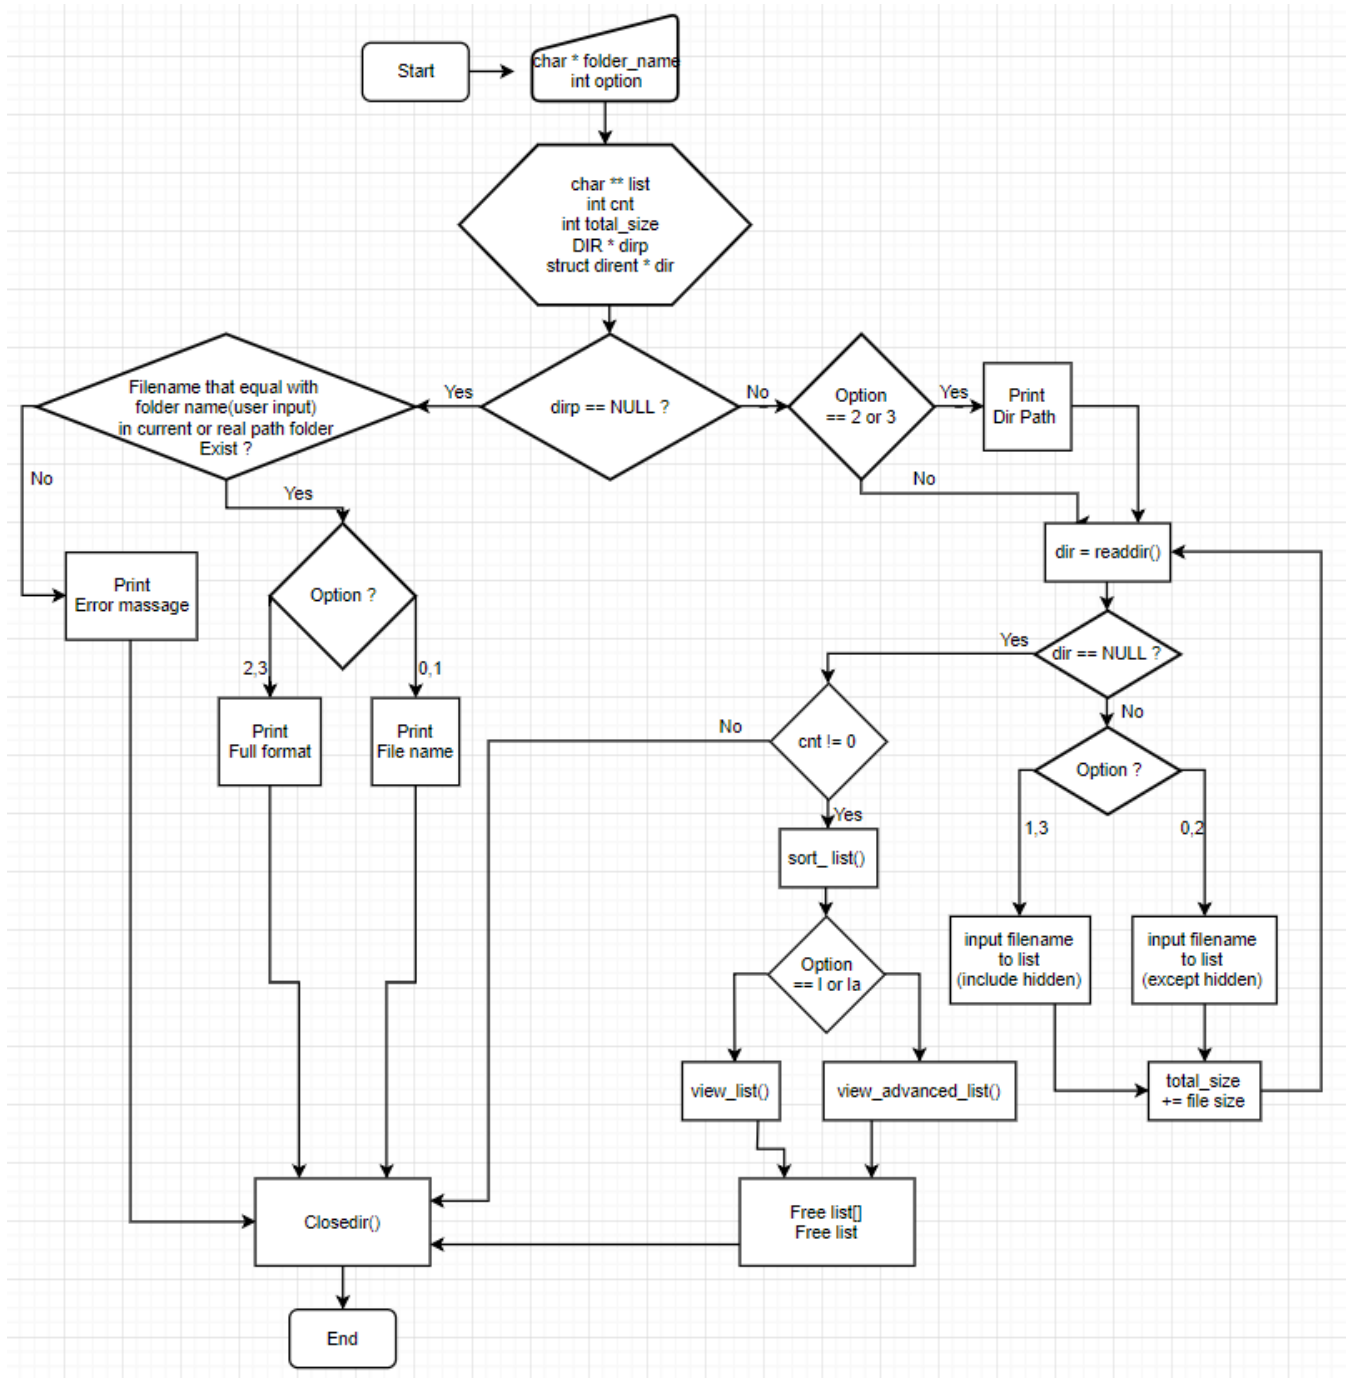 Start
char * folder_name
int option
char ** list
int cnt
int total_size
DIR * dirp
struct dirent * dir
Filename that equal with
folder name(user input)
in current or real path folder
Exist ?
Yes
dirp == NULL ?
No
Option
== 2 or 3
Yes
Print
Dir Path
No
Yes
No
Print
Error massage
Option ?
dir = readdir()
2,3
0,1
Yes
dir == NULL ?
No
Print
Full format
Print
File name
No
cnt != 0
Option ?
Yes
1,3
0,2
sort_ list()
Option
== l or la
input filename
to list
(include hidden)
input filename
to list
(except hidden)
view_list()
view_advanced_list()
total_size
+= file size
Closedir()
Free list[]
Free list
End